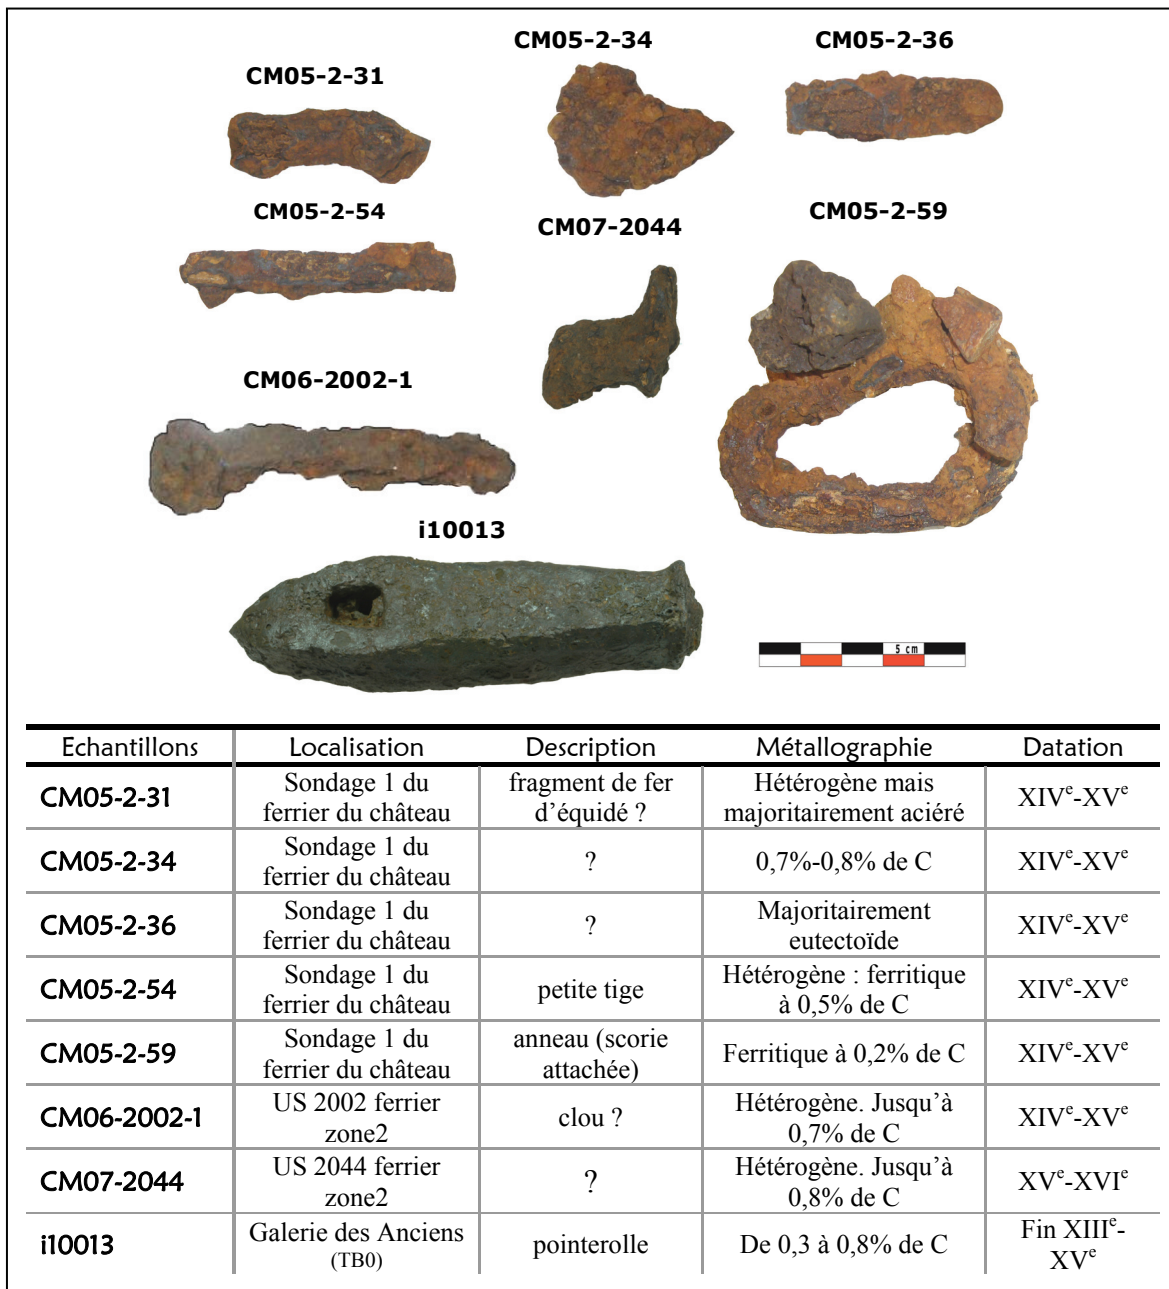 CM05-2-34
CM05-2-36
CM05-2-31
CM05-2-54
CM07-2044
CM05-2-59
CM06-2002-1
i10013
5 cm
Echantillons Localisation Description Métallographie Datation
CM05-2-31 Sondage 1 du ferrier du château fragment de fer d'équidé ? Hétérogène mais majoritairement aciéré XIVe-XVe
CM05-2-34 Sondage 1 du ferrier du château ? 0,7%-0,8% de C XIVe-XVe
CM05-2-36 Sondage 1 du ferrier du château ? Majoritairement eutectoïde XIVe-XVe
CM05-2-54 Sondage 1 du ferrier du château petite tige Hétérogène : ferritique à 0,5% de C XIVe-XVe
CM05-2-59 Sondage 1 du ferrier du château anneau (scorie attachée) Ferritique à 0,2% de C XIVe-XVe
CM06-2002-1 US 2002 ferrier zone2 clou ? Hétérogène. Jusqu'à 0,7% de C XIVe-XVe
CM07-2044 US 2044 ferrier zone2 ? Hétérogène. Jusqu'à 0,8% de C XVe-XVIe
i10013 Galerie des Anciens (TB0) pointerolle De 0,3 à 0,8% de C Fin XIIIe-XVe